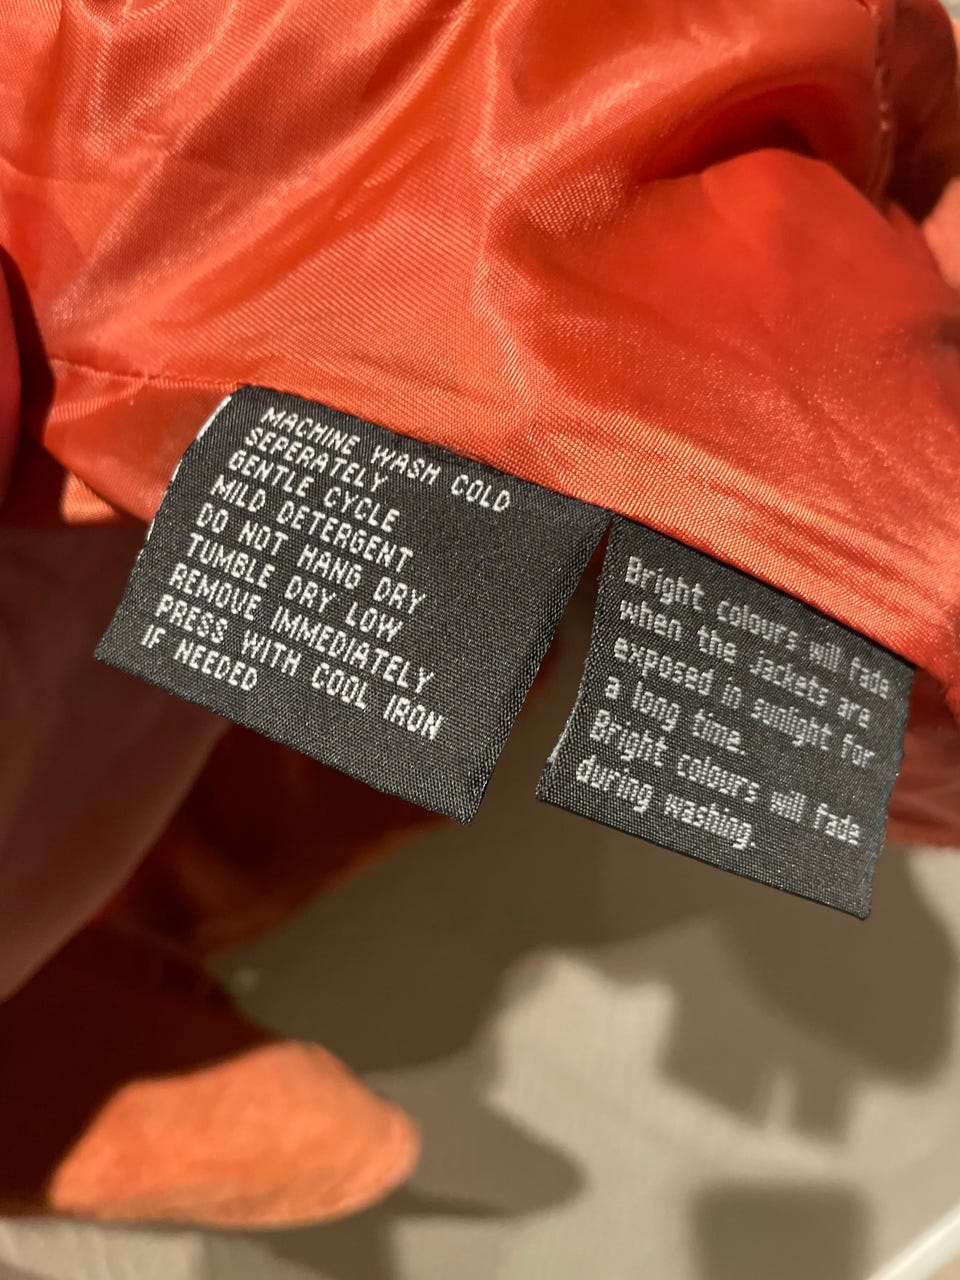 MACHINE WASH COLD
SEPERATELY
GENTLE CYCLE
MILD DETERGENT
DO NOT HANG DRY
TUMBLE DRY LOW
REMOVE IMMEDIATELY
PRESS WITH COOL IRON
IF NEEDED
Bright colours will fade
when the jackets are
exposed in sunlight for
a long time.
Bright colours will fade
during washing.